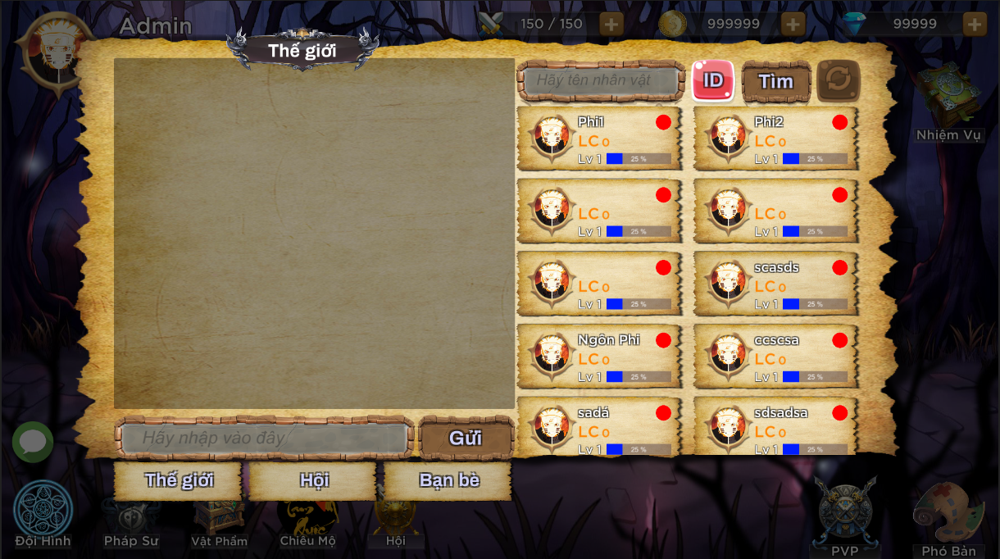 Admin
150 / 150
999999
99999
Thế giới
Hãy tên nhân vật
ID
Tìm
Nhiệm Vụ
Phi1
LC 0
Lv 1
25 %
Phi2
LC 0
Lv 1
25 %
LC 0
Lv 1
25 %
LC 0
Lv 1
25 %
LC 0
Lv 1
25 %
scasds
LC 0
Lv 1
25 %
Ngôn Phi
LC 0
Lv 1
25 %
ccscsa
LC 0
Lv 1
25 %
sadá
LC 0
Lv 1
25 %
sdsadsa
LC 0
Lv 1
25 %
Hãy nhập vào đây
Gửi
Thế giới
Hội
Bạn bè
Đội Hình
Pháp Sư
Vật Phẩm
Chiêu Mộ
Hội
PVP
Phó Bản